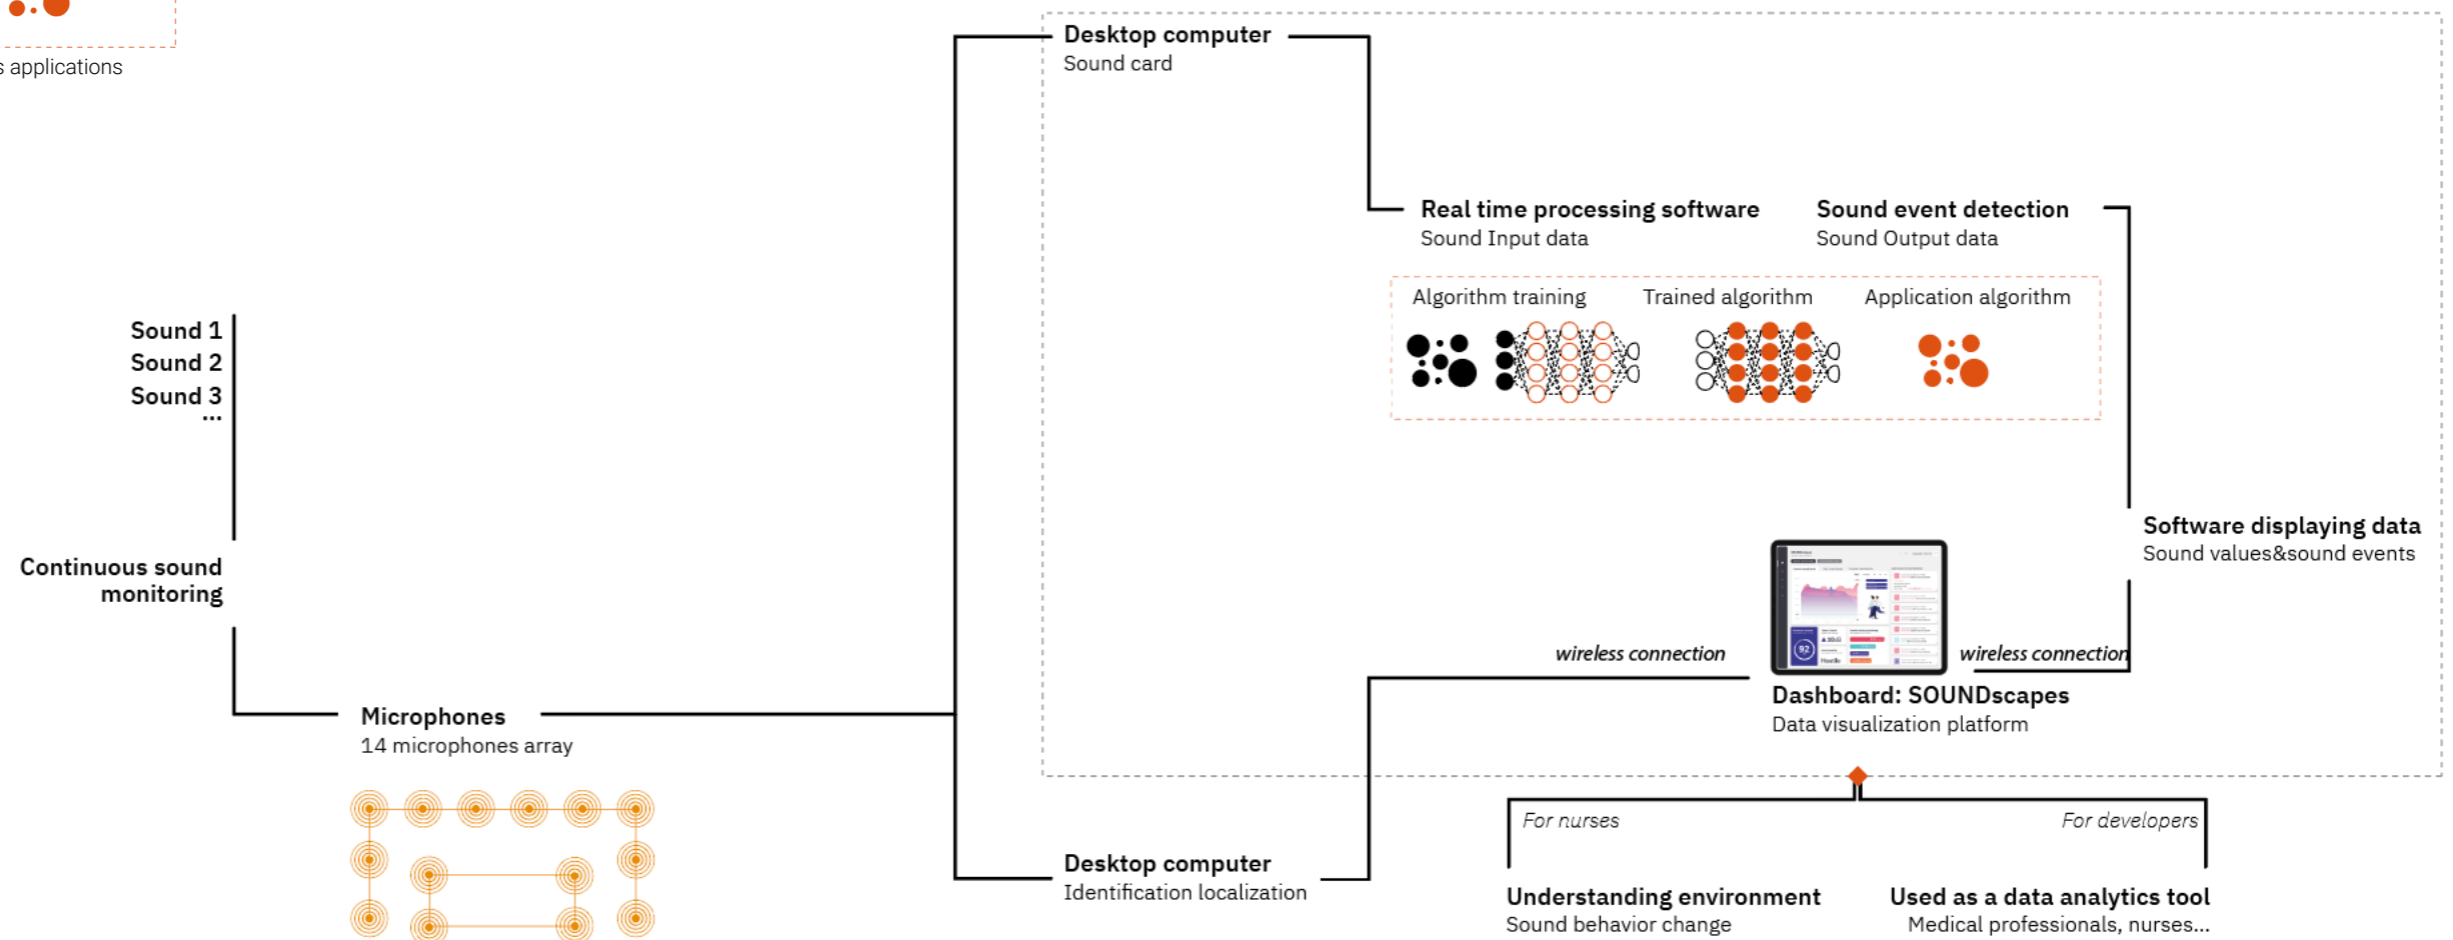 s applications
Desktop computer
Sound card
Real time processing software
Sound Input data
Sound event detection
Sound Output data
Algorithm training
Trained algorithm
Application algorithm
Sound 1
Sound 2
Sound 3
...
Continuous sound
monitoring
Software displaying data
Sound values&sound events
wireless connection
wireless connection
92
Dashboard: SOUNDscapes
Data visualization platform
Microphones
14 microphones array
For nurses
For developers
Desktop computer
Identification localization
Understanding environment
Sound behavior change
Used as a data analytics tool
Medical professionals, nurses...